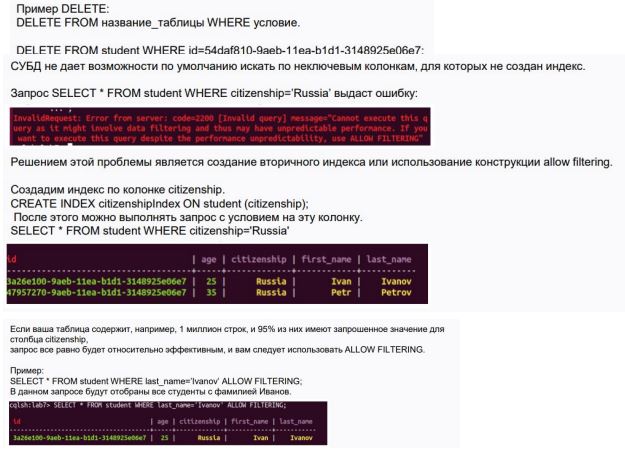 Пример DELETE:
DELETE FROM название_таблицы WHERE условие.
DELETE FROM student WHERE id=54daf810-9aeb-11ea-b1d1-3148925e06e7;
СУБД не дает возможности по умолчанию искать по неключевым колонкам, для которых не создан индекс.
Запрос SELECT * FROM student WHERE citizenship='Russia' выдаст ошибку:
InvalidRequest: Error from server: code=2200 [Invalid query] message="Cannot execute this q
uery as it might involve data filtering and thus may have unpredictable performance. If you
want to execute this query despite the performance unpredictability, use ALLOW FILTERING"
Решением этой проблемы является создание вторичного индекса или использование конструкции allow filtering.
Создадим индекс по колонке citizenship.
CREATE INDEX citizenshipIndex ON student (citizenship);
После этого можно выполнять запрос с условием на эту колонку.
SELECT * FROM student WHERE citizenship='Russia'
id | age | citizenship | first_name | last_name
3a26e100-9aeb-11ea-b1d1-3148925e06e7 | 25 | Russia | Ivan | Ivanov
47957270-9aeb-11ea-b1d1-3148925e06e7 | 35 | Russia | Petr | Petrov
Если ваша таблица содержит, например, 1 миллион строк, и 95% из них имеют запрошенное значение для
столбца citizenship,
запрос все равно будет относительно эффективным, и вам следует использовать ALLOW FILTERING.
Пример:
SELECT * FROM student WHERE last_name='Ivanov' ALLOW FILTERING;
В данном запросе будут отобраны все студенты с фамилией Иванов.
cqlsh:lab7> SELECT * FROM student WHERE last_name='Ivanov' ALLOW FILTERING;
id | age | citizenship | first_name | last_name
3a26e100-9aeb-11ea-b1d1-3148925e06e7 | 25 | Russia | Ivan | Ivanov